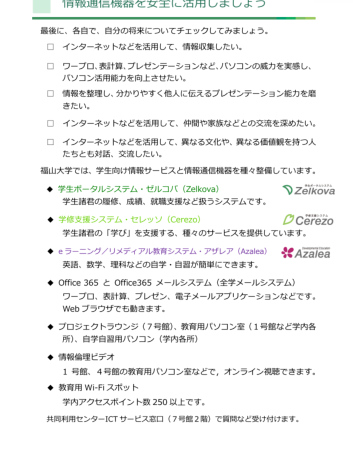 情報通信機器を安全に活用しましょう
最後に、各自で、自分の将来についてチェックしてみましょう。
□ インターネットなどを活用して、情報収集したい。
□ ワープロ、表計算、プレゼンテーションなど、パソコンの威力を実感し、
パソコン活用能力を向上させたい。
□ 情報を整理し、分かりやすく他人に伝えるプレゼンテーション能力を磨
きたい。
□ インターネットなどを活用して、仲間や家族などとの交流を深めたい。
□ インターネットなどを活用して、異なる文化や、異なる価値観を持つ人
たちとも対話、交流したい。
福山大学では、学生向け情報サービスと情報通信機器を種々整備しています。
◆ 学生ポータルシステム・ゼルコバ（Zelkova）
Zelkova
学生諸君の履修、成績、就職支援など扱うシステムです。
◆ 学修支援システム・セレッソ（Cerezo）
Cerezo
学生諸君の「学び」を支援する、種々のサービスを提供しています。
◆ e ラーニング／リメディアル教育システム・アザレア（Azalea）
Azalea
英語、数学、理科などの自学・自習が簡単にできます。
◆ Office 365 と Office365 メールシステム（全学メールシステム）
ワープロ、表計算、プレゼン、電子メールアプリケーションなどです。
Web ブラウザでも動きます。
◆ プロジェクトラウンジ（７号館）、教育用パソコン室（１号館など学内各
所）、自学自習用パソコン（学内各所）
◆ 情報倫理ビデオ
１ 号館、４号館の教育用パソコン室などで，オンライン視聴できます。
◆ 教育用 Wi-Fi スポット
学内アクセスポイント数 250 以上です。
共同利用センターICT サービス窓口（７号館２階）で質問など受け付けます。